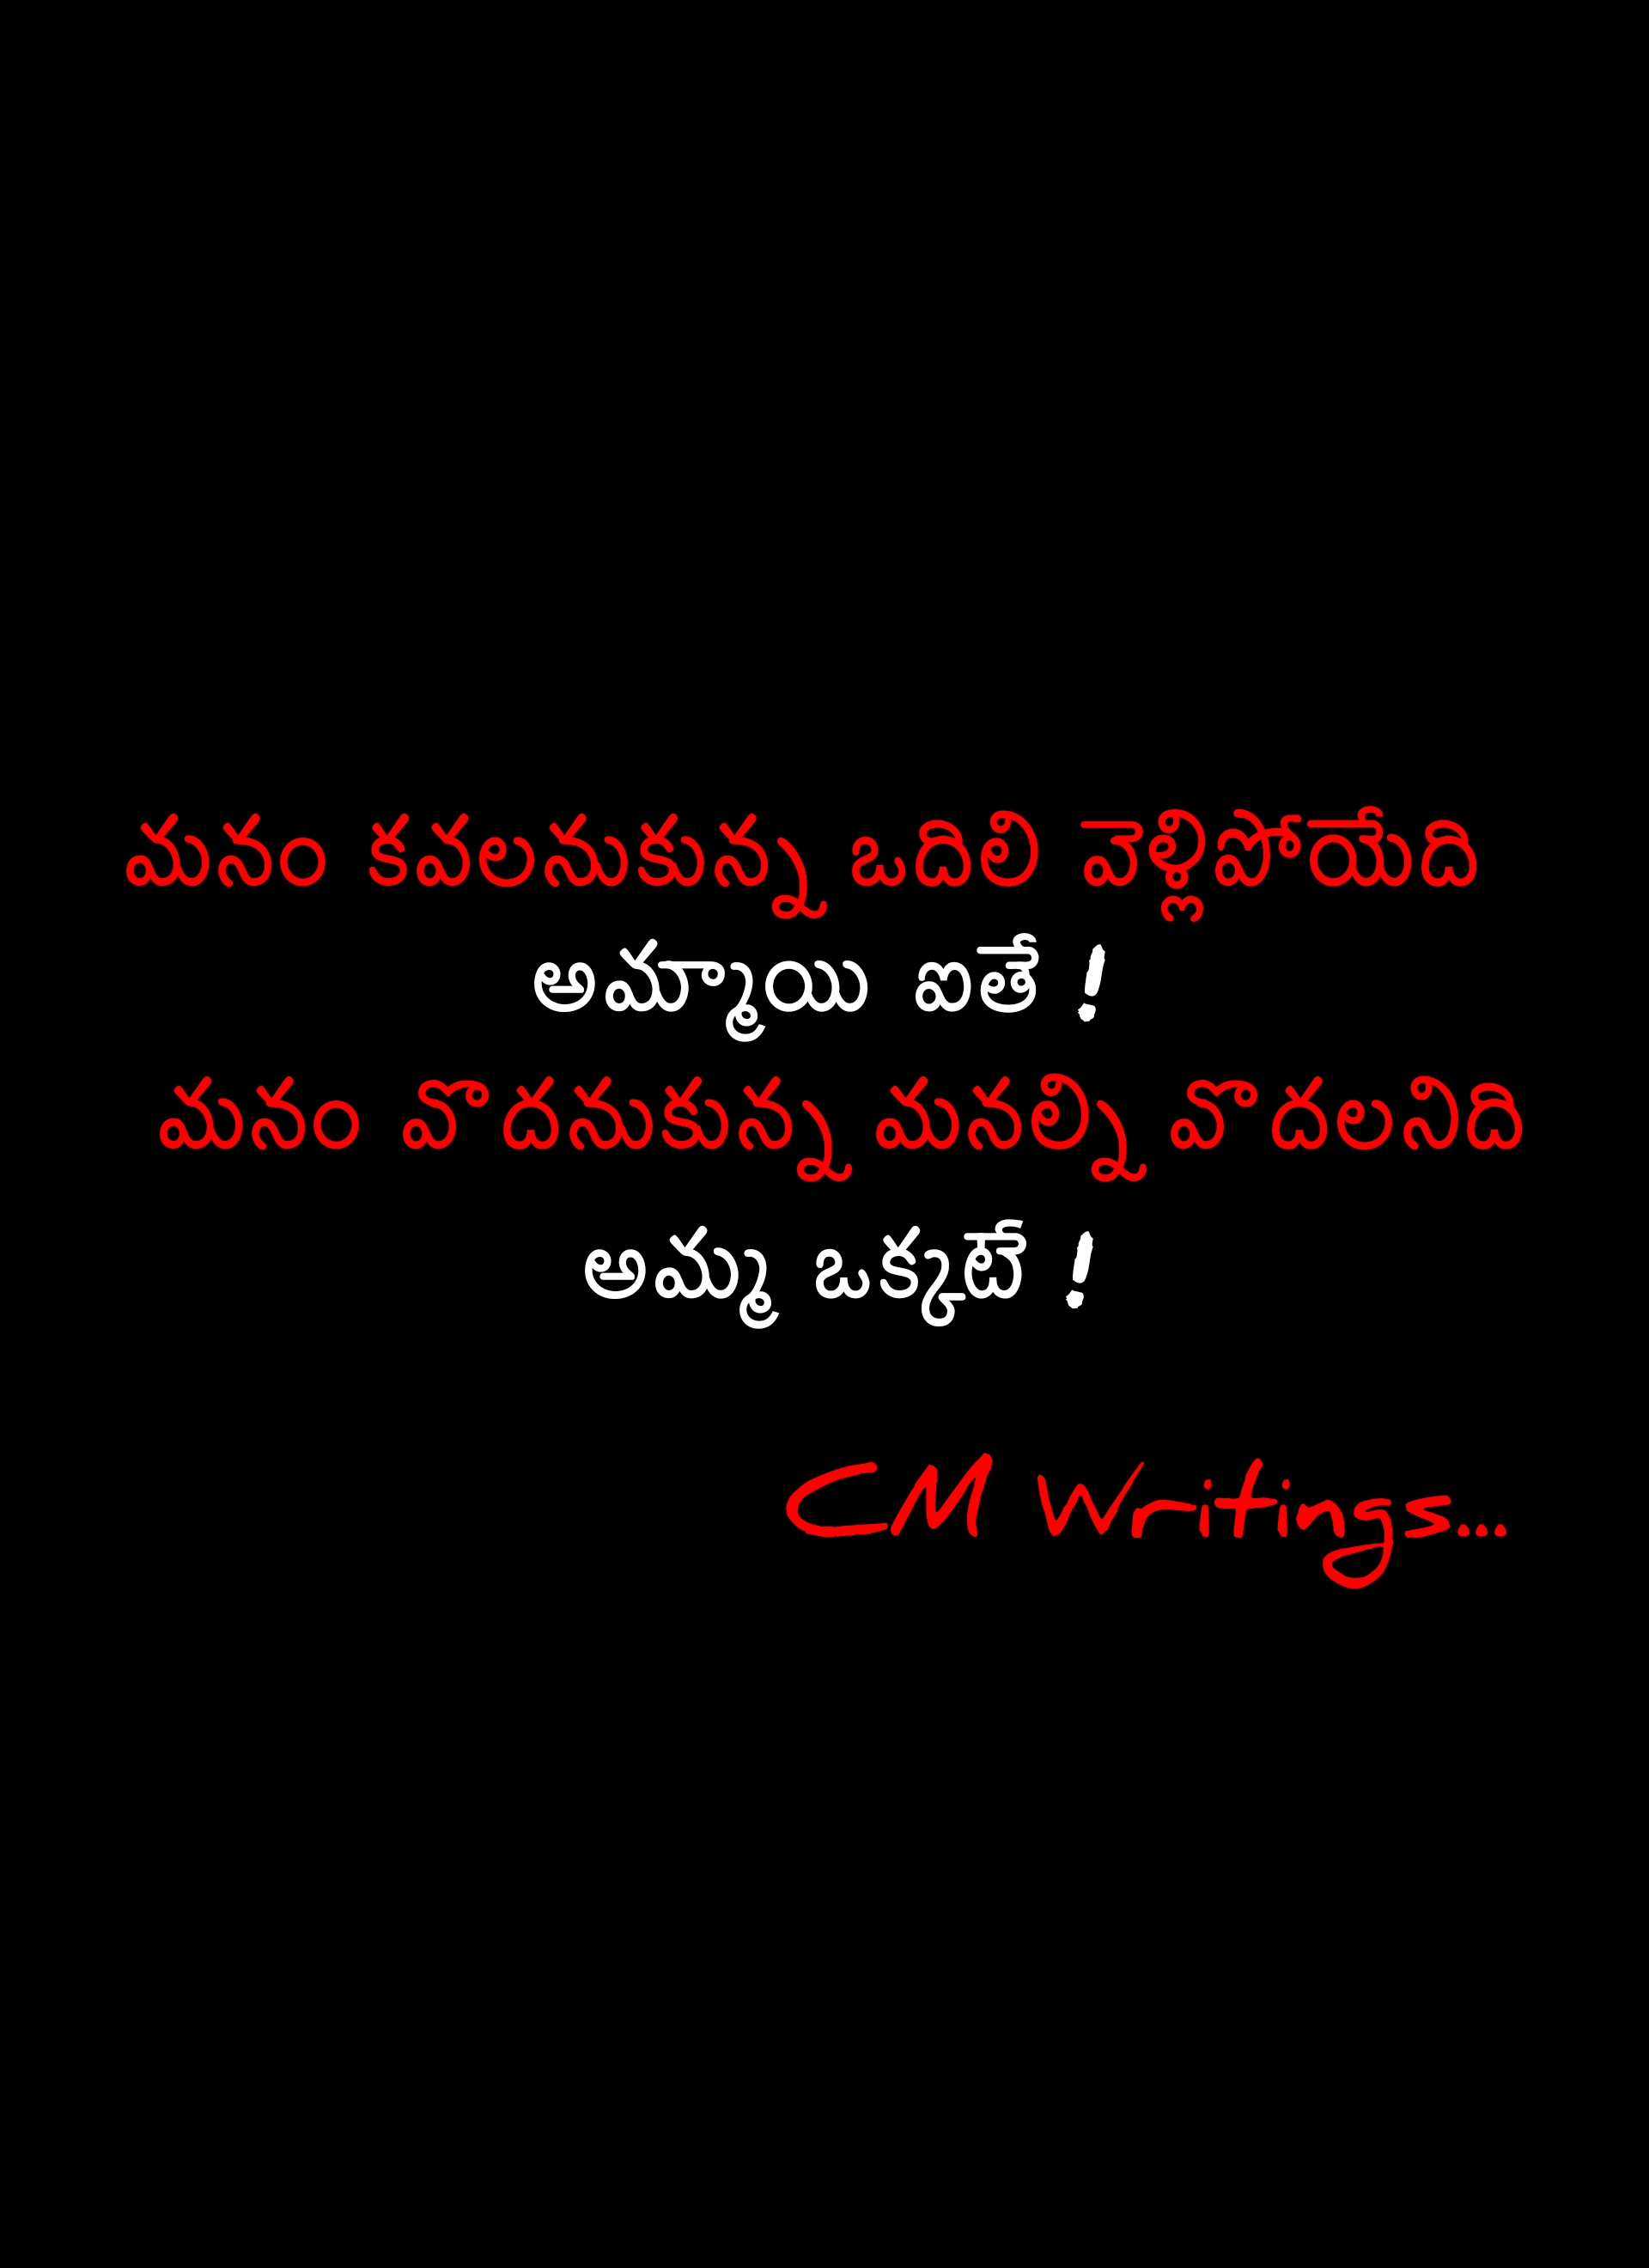 మనం కవలనుకున్న ఒదిలి వెళ్లిపోయేది
అమ్మాయి ఐతే !
మనం వొదనుకున్న మనల్ని వొదలనిది
అమ్మ ఒక్కటే !
CM Writings...